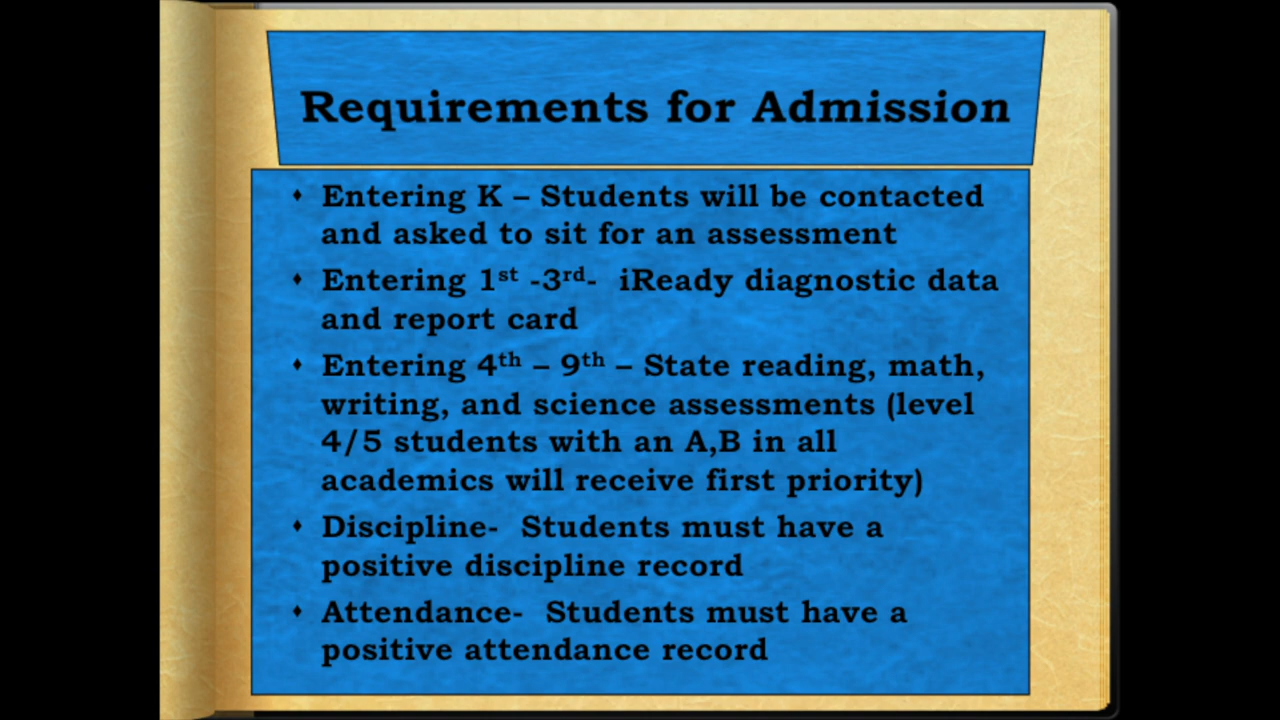 Requirements for Admission
♦ Entering K – Students will be contacted
and asked to sit for an assessment
♦ Entering 1st -3rd-  iReady diagnostic data
and report card
♦ Entering 4th – 9th – State reading, math,
writing, and science assessments (level
4/5 students with an A,B in all
academics will receive first priority)
♦ Discipline-  Students must have a
positive discipline record
♦ Attendance-  Students must have a
positive attendance record